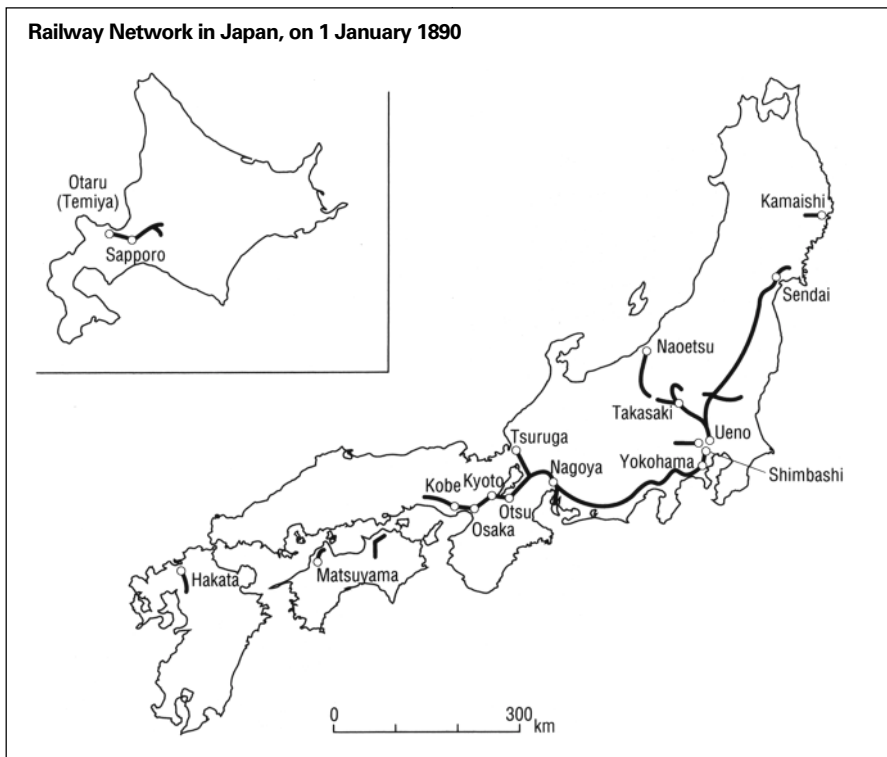 Railway Network in Japan, on 1 January 1890
Otaru
(Temiya)
Sapporo
Kamaishi
Sendai
Naoetsu
Takasaki
Ueno
Tsuruga
Nagoya
Yokohama
Shimbashi
Kobe
Kyoto
Otsu
Osaka
Hakata
Matsuyama
0
300
km